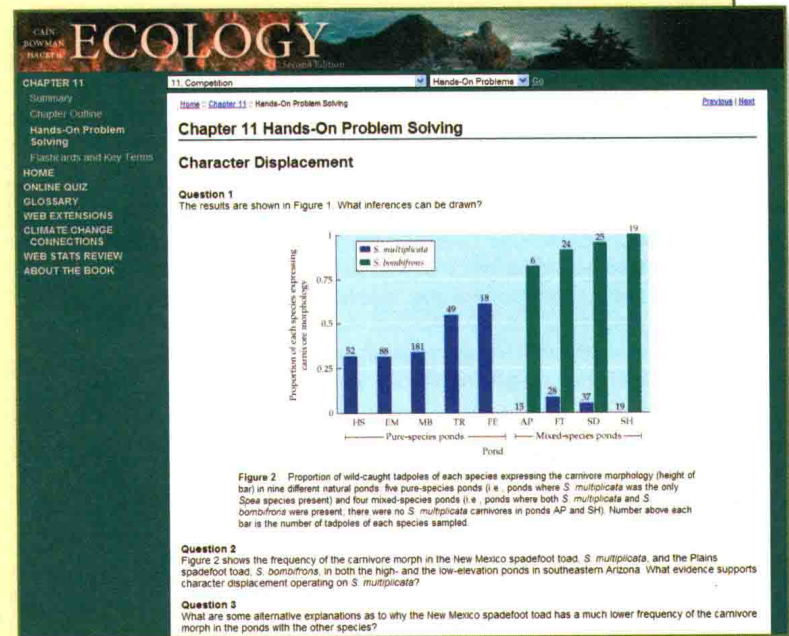 CAIN
BOWMAN
HACKER
ECOLOGY
Second Edition
CHAPTER 11
Summary
Chapter Outline
Hands-On Problem
Solving
Flashcards and Key Terms
HOME
ONLINE QUIZ
GLOSSARY
WEB EXTENSIONS
CLIMATE CHANGE
CONNECTIONS
WEB STATS REVIEW
ABOUT THE BOOK
11. Competition
Hands-On Problems
Go
Home :: Chapter 11 :: Hands-On Problem Solving
Previous | Next
Chapter 11 Hands-On Problem Solving
Character Displacement
Question 1
The results are shown in Figure 1. What inferences can be drawn?
Proportion of each species expressing
carnivore morphology
1
0.75
0.5
0.25
0
S. multiplicata
S. bombifrons
52
88
181
49
18
15
6
28
24
37
25
19
19
HS EM MB TR PE AP FT SD SH
Pure-species ponds
Mixed-species ponds
Pond
Figure 2 Proportion of wild-caught tadpoles of each species expressing the carnivore morphology (height of
bar) in nine different natural ponds: five pure-species ponds (i.e., ponds where S. multiplicata was the only
Spea species present) and four mixed-species ponds (i.e., ponds where both S. multiplicata and S.
bombifrons were present; there were no S. multiplicata carnivores in ponds AP and SH). Number above each
bar is the number of tadpoles of each species sampled.
Question 2
Figure 2 shows the frequency of the carnivore morph in the New Mexico spadefoot toad, S. multiplicata, and the Plains
spadefoot toad, S. bombifrons, in both the high- and the low-elevation ponds in southeastern Arizona. What evidence supports
character displacement operating on S. multiplicata?
Question 3
What are some alternative explanations as to why the New Mexico spadefoot toad has a much lower frequency of the carnivore
morph in the ponds with the other species?